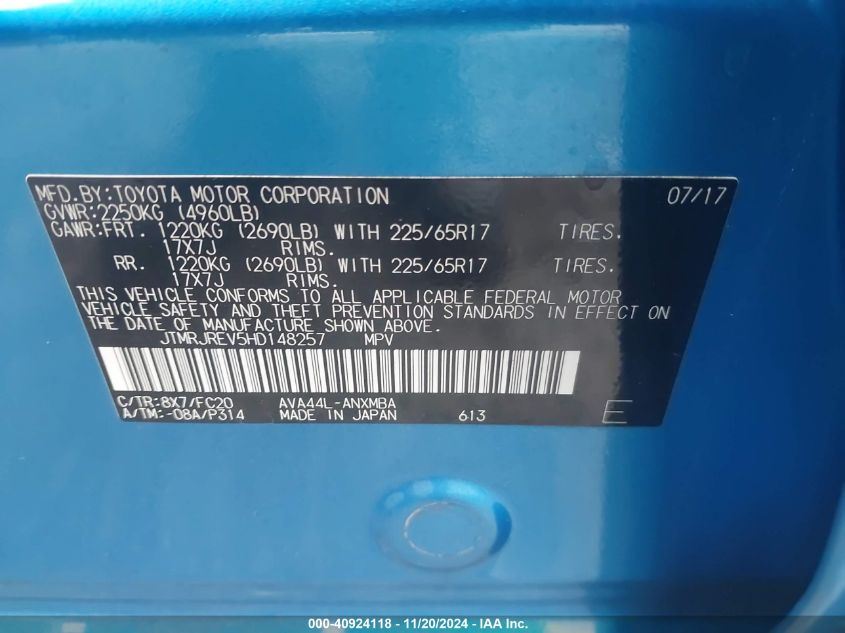 MFD.BY:TOYOTA MOTOR CORPORATION 07/17
GVWR:2250KG (4960LB)
GAWR:FRT. 1220KG (2690LB) WITH 225/65R17 TIRES.
17X7J RIMS.
RR. 1220KG (2690LB) WITH 225/65R17 TIRES.
17X7J RIMS.
THIS VEHICLE CONFORMS TO ALL APPLICABLE FEDERAL MOTOR
VEHICLE SAFETY AND THEFT PREVENTION STANDARDS IN EFFECT ON
THE DATE OF MANUFACTURE SHOWN ABOVE.
JTMRJREV5HD148257 MPV
C/TR:8X7/FC20 AVA44L-ANXMBA
A/TM:-08A/P314 MADE IN JAPAN 613 E
000-40924118 - 11/20/2024 - IAA Inc.